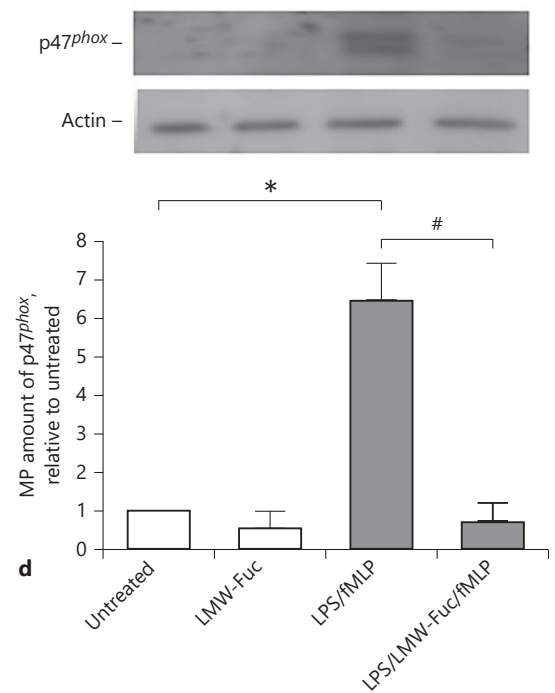 p47phox –
Actin –
*
#
8
7
6
5
4
3
2
1
0
MP amount of p47phox,
relative to untreated
d
Untreated
LMW-Fuc
LPS/fMLP
LPS/LMW-Fuc/fMLP